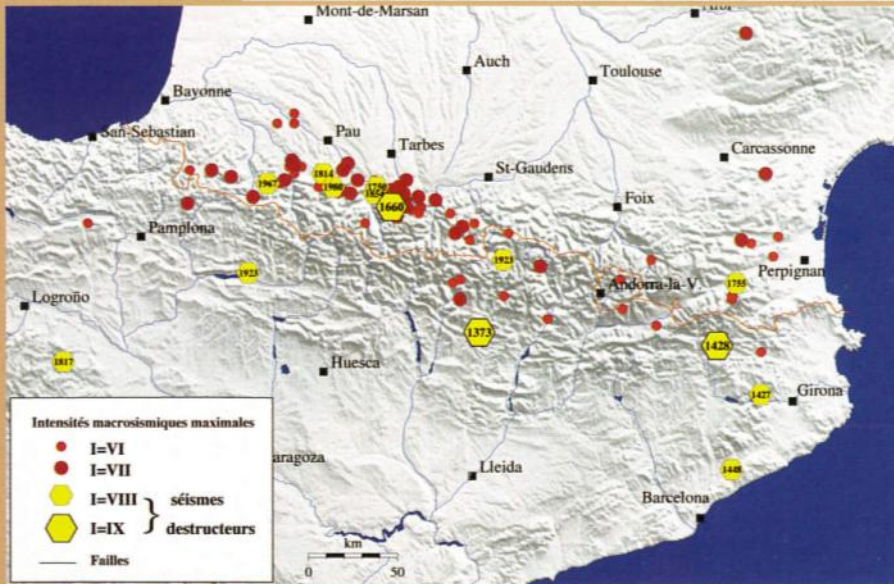 Mont-de-Marsan
Auch
Toulouse
Bayonne
San-Sebastian
Pau
Tarbes
Carcassonne
St-Gaudens
1814
1967
1750
1660
Foix
Pamplona
1923
1923
Perpignan
1755
Andorra-la-V.
Logroño
1373
1428
1817
Huesca
1427
Girona
Intensités macrosismiques maximales
I=VI
I=VII
I=VIII
séismes
I=IX
destructeurs
Failles
aragoza
Lleida
1448
Barcelona
km
0 50